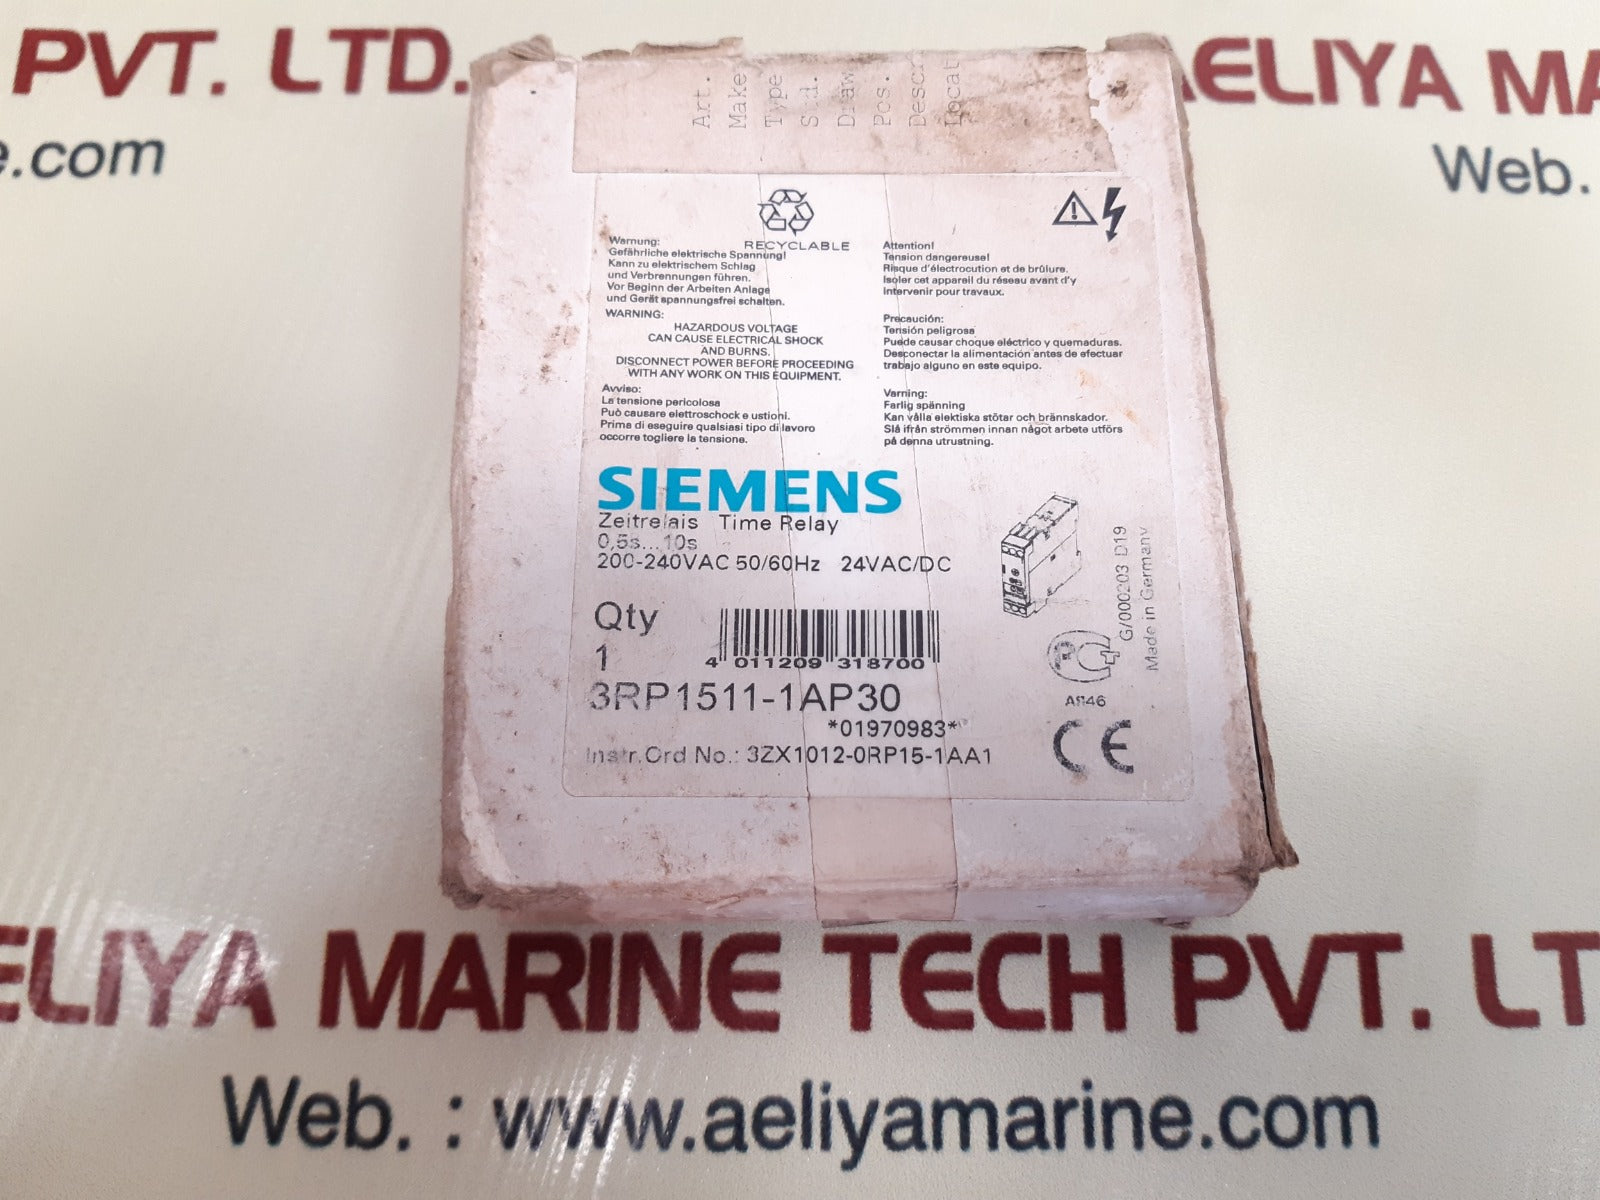 PVT. LTD.
AELIYA MA
e.com
Web.
Art.
Make
Type
Std.
Draw
Pos.
Descr
Locat
RECYCLABLE
Warnung:
Gefährliche elektrische Spannung!
Kann zu elektrischem Schlag
und Verbrennungen führen.
Vor Beginn der Arbeiten Anlage
und Gerät spannungsfrei schalten.
WARNING:
HAZARDOUS VOLTAGE
CAN CAUSE ELECTRICAL SHOCK
AND BURNS.
DISCONNECT POWER BEFORE PROCEEDING
WITH ANY WORK ON THIS EQUIPMENT.
Avviso:
La tensione pericolosa
Può causare elettroschock e ustioni.
Prima di eseguire qualsiasi tipo di lavoro
occorre togliere la tensione.
Attention!
Tension dangereuse!
Risque d'électrocution et de brûlure.
Isoler cet appareil du réseau avant d'y
Intervenir pour travaux.
Precaución:
Tensión peligrosa
Puede causar choque eléctrico y quemaduras.
Desconectar la alimentación antes de efectuar
trabajo alguno en este equipo.
Varning:
Farlig spänning
Kan vålla elektiska stötar och brännskador.
Slå ifrån strömmen innan något arbete utförs
på denna utrustning.
SIEMENS
Zeitrelais Time Relay
0,5s...10s
200-240VAC 50/60Hz 24VAC/DC
Qty
1
4 011209 318700
3RP1511-1AP30
*01970983*
Instr.Ord No.: 3ZX1012-0RP15-1AA1
G/000203 D19
Made in Germany
PC
CE
ELIYA MARINE TECH PVT. LT
Web. : www.aeliyamarine.com